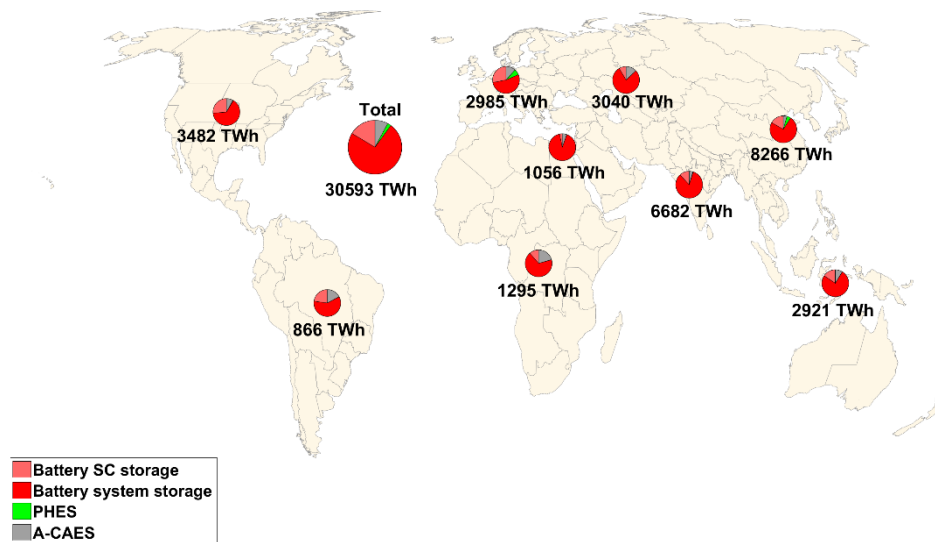 2985 TWh
3040 TWh
3482 TWh
Total
30593 TWh
8266 TWh
1056 TWh
6682 TWh
1295 TWh
2921 TWh
866 TWh
Battery SC storage
Battery system storage
PHES
A-CAES